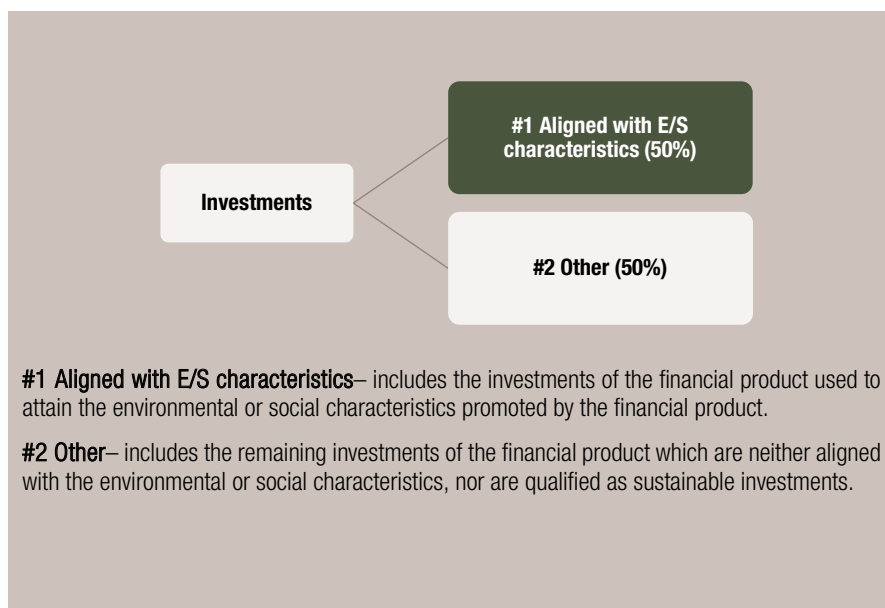 #1 Aligned with E/S
characteristics (50%)
Investments
#2 Other (50%)
#1 Aligned with E/S characteristics– includes the investments of the financial product used to
attain the environmental or social characteristics promoted by the financial product.
#2 Other– includes the remaining investments of the financial product which are neither aligned
with the environmental or social characteristics, nor are qualified as sustainable investments.